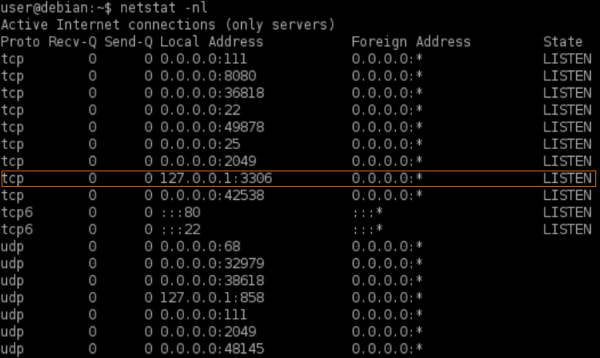 user@debian:~$ netstat -nl
Active Internet connections (only servers)
Proto Recv-Q Send-Q Local Address           Foreign Address         State
tcp        0      0 0.0.0.0:111             0.0.0.0:*               LISTEN
tcp        0      0 0.0.0.0:8080            0.0.0.0:*               LISTEN
tcp        0      0 0.0.0.0:36818           0.0.0.0:*               LISTEN
tcp        0      0 0.0.0.0:22              0.0.0.0:*               LISTEN
tcp        0      0 0.0.0.0:49878           0.0.0.0:*               LISTEN
tcp        0      0 0.0.0.0:25              0.0.0.0:*               LISTEN
tcp        0      0 0.0.0.0:2049            0.0.0.0:*               LISTEN
tcp        0      0 127.0.0.1:3306          0.0.0.0:*               LISTEN
tcp        0      0 0.0.0.0:42538           0.0.0.0:*               LISTEN
tcp6       0      0 :::80                   :::*                    LISTEN
tcp6       0      0 :::22                   :::*                    LISTEN
udp        0      0 0.0.0.0:68              0.0.0.0:*
udp        0      0 0.0.0.0:32979           0.0.0.0:*
udp        0      0 0.0.0.0:38618           0.0.0.0:*
udp        0      0 127.0.0.1:858           0.0.0.0:*
udp        0      0 0.0.0.0:111             0.0.0.0:*
udp        0      0 0.0.0.0:2049            0.0.0.0:*
udp        0      0 0.0.0.0:48145           0.0.0.0:*